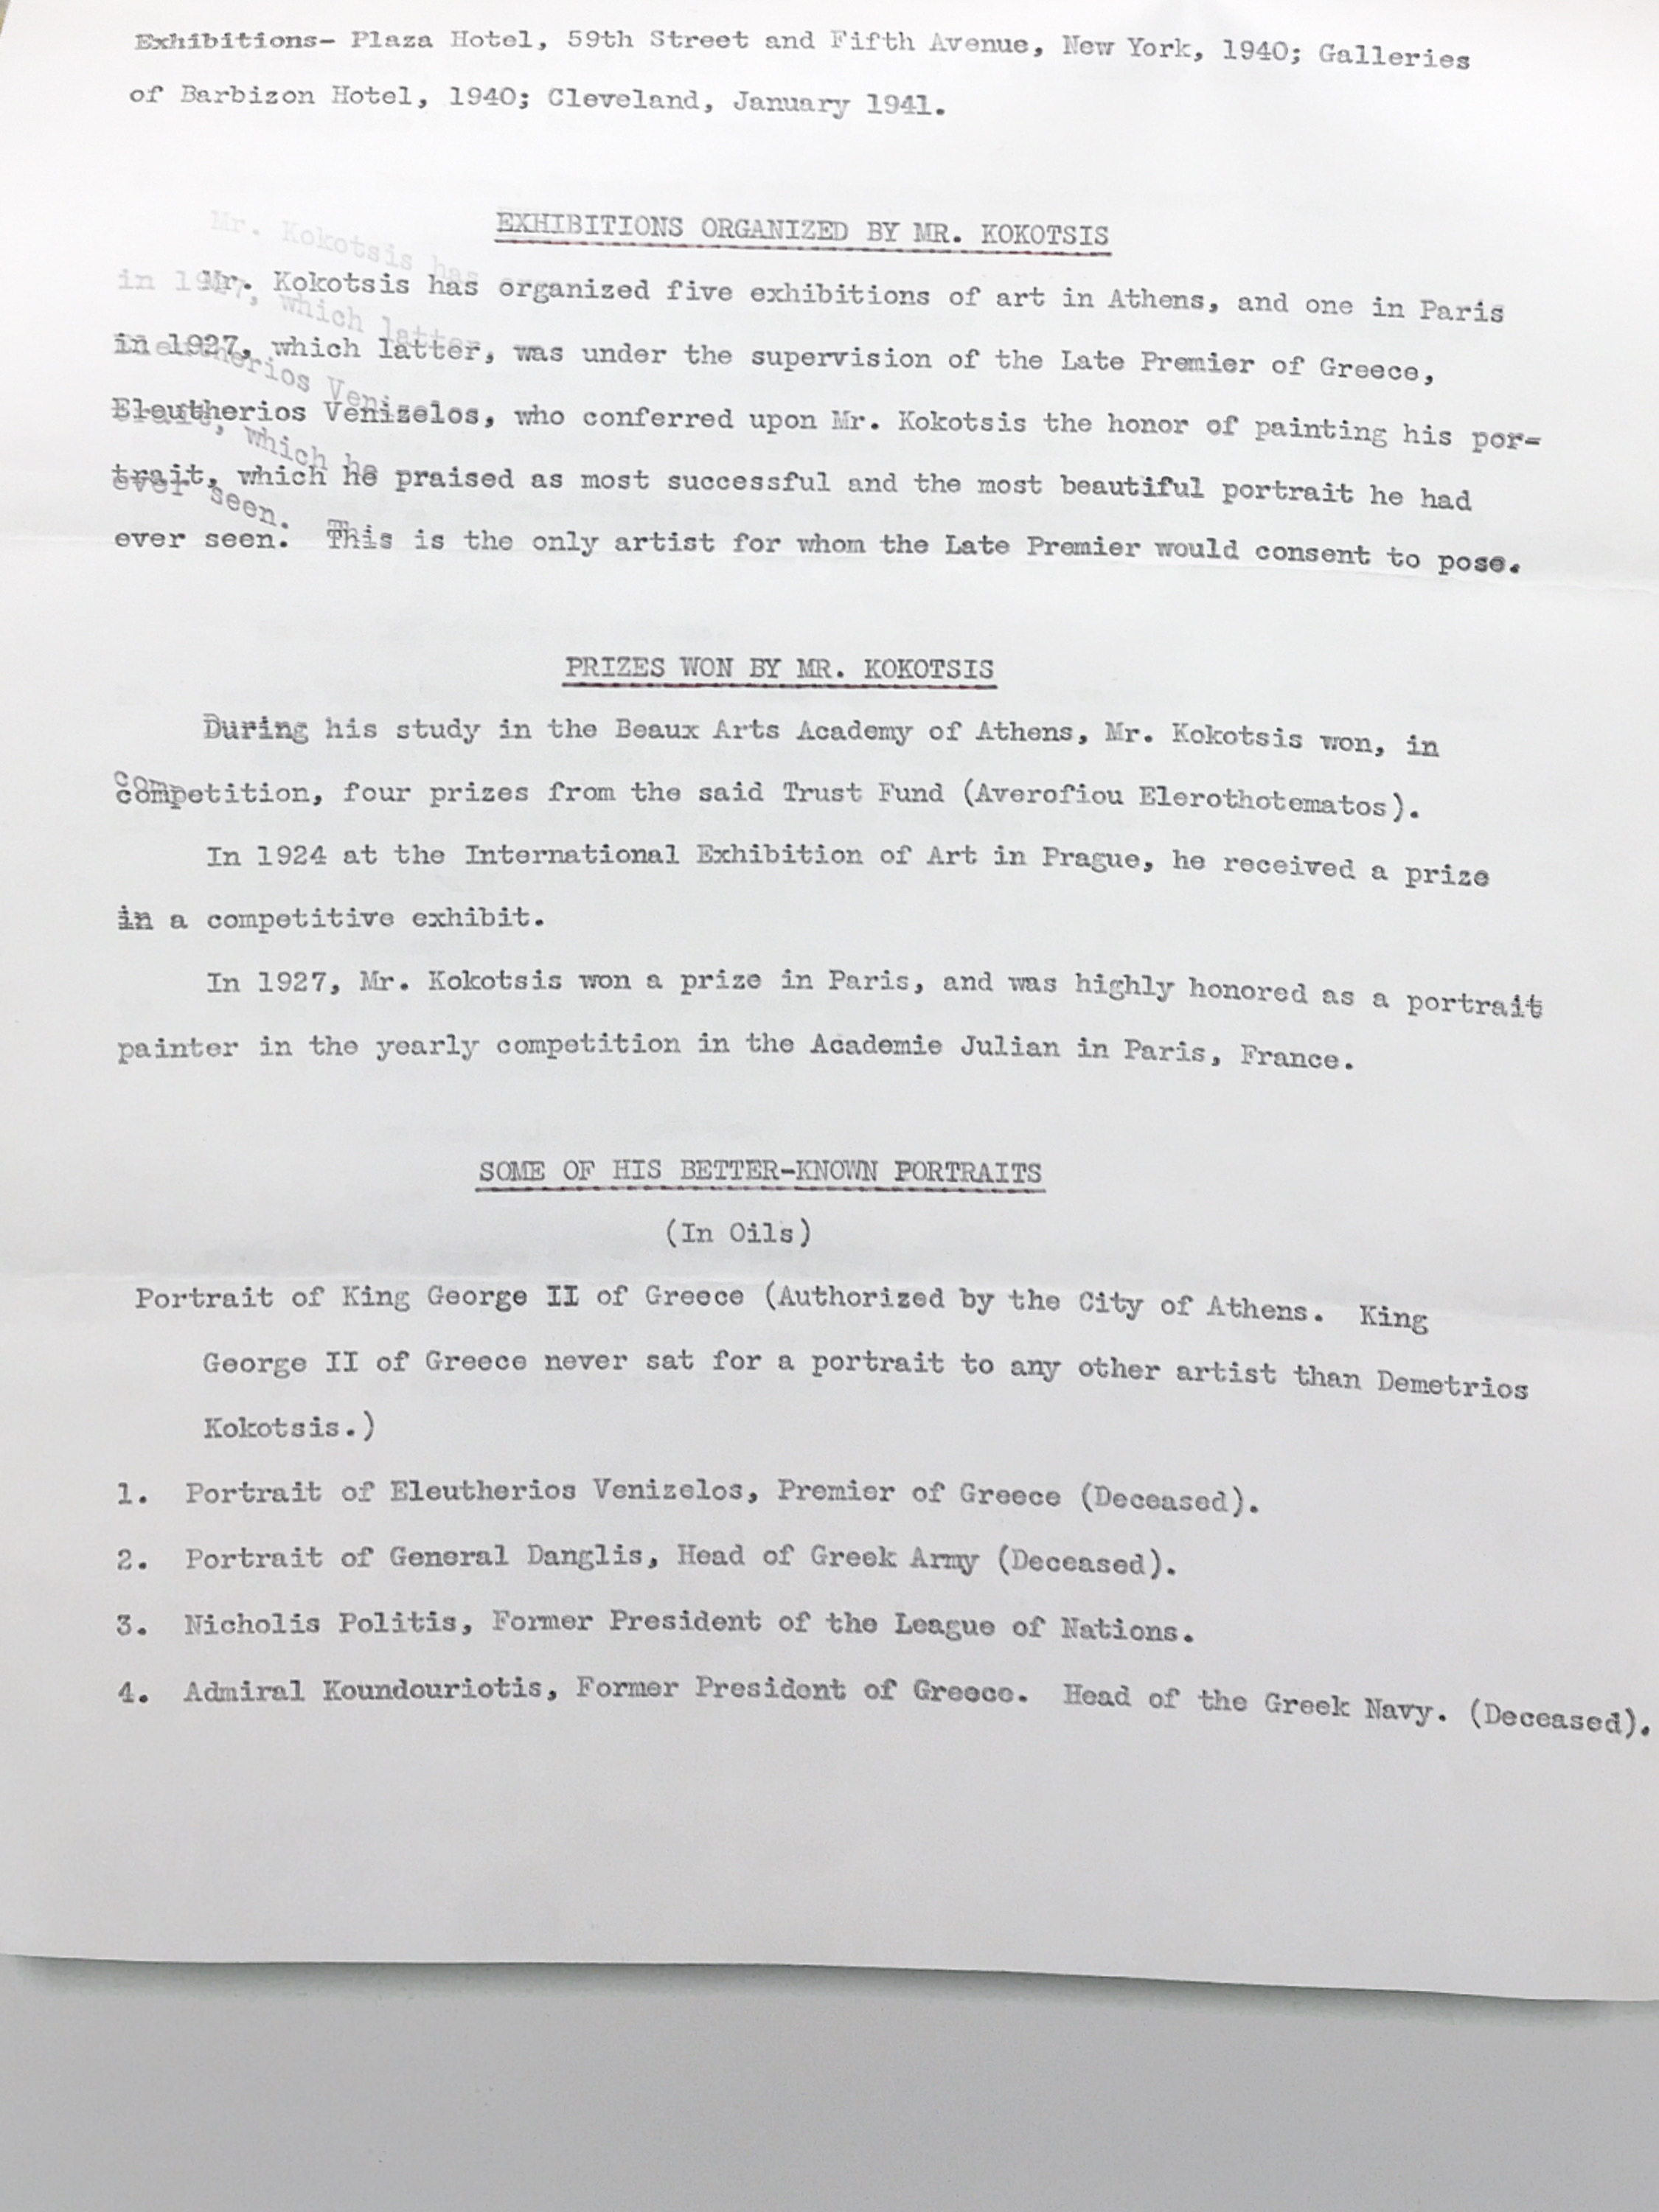 Exhibitions- Plaza Hotel, 59th Street and Fifth Avenue, New York, 1940; Galleries
of Barbizon Hotel, 1940; Cleveland, January 1941.
EXHIBITIONS ORGANIZED BY MR. KOKOTSIS
Mr. Kokotsis has organized five exhibitions of art in Athens, and one in Paris
in 1927, which latter, was under the supervision of the Late Premier of Greece,
Eleutherios Venizelos, who conferred upon Mr. Kokotsis the honor of painting his por-
trait, which he praised as most successful and the most beautiful portrait he had
ever seen. This is the only artist for whom the Late Premier would consent to pose.
PRIZES WON BY MR. KOKOTSIS
During his study in the Beaux Arts Academy of Athens, Mr. Kokotsis won, in
competition, four prizes from the said Trust Fund (Averofiou Elerothotematos).
In 1924 at the International Exhibition of Art in Prague, he received a prize
in a competitive exhibit.
In 1927, Mr. Kokotsis won a prize in Paris, and was highly honored as a portrait
painter in the yearly competition in the Academie Julian in Paris, France.
SOME OF HIS BETTER-KNOWN PORTRAITS
(In Oils)
Portrait of King George II of Greece (Authorized by the City of Athens. King
George II of Greece never sat for a portrait to any other artist than Demetrios
Kokotsis.)
1. Portrait of Eleutherios Venizelos, Premier of Greece (Deceased).
2. Portrait of General Danglis, Head of Greek Army (Deceased).
3. Nicholis Politis, Former President of the League of Nations.
4. Admiral Koundouriotis, Former President of Greece. Head of the Greek Navy. (Deceased).